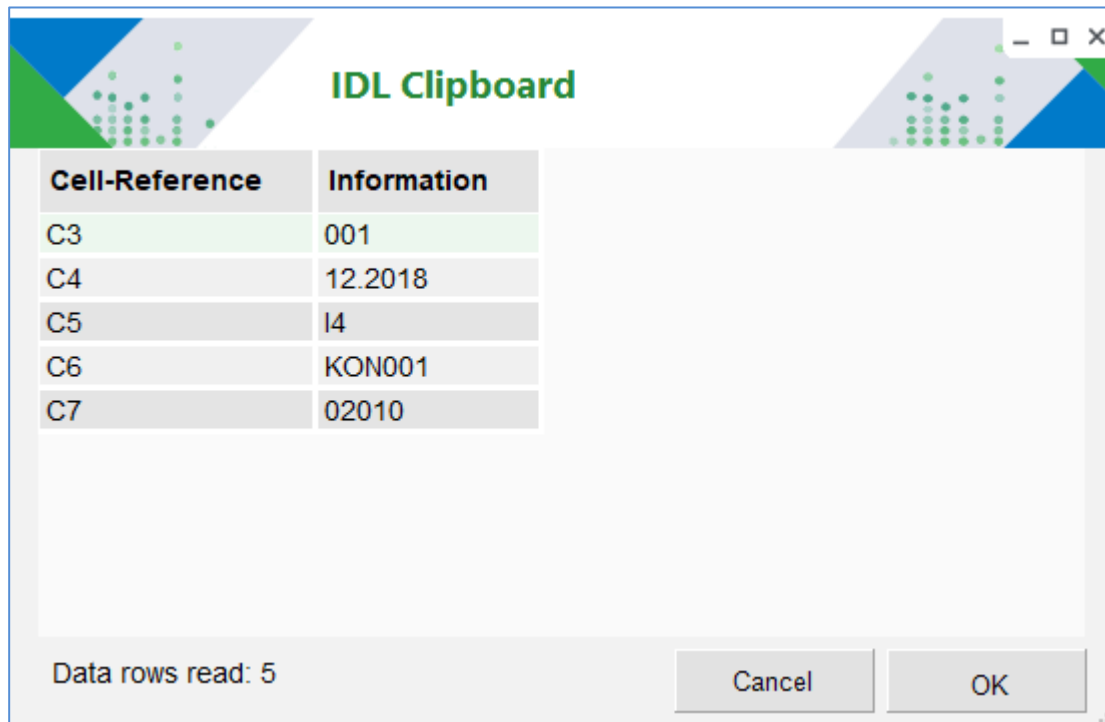 IDL Clipboard
Cell-Reference Information
C3 001
C4 12.2018
C5 I4
C6 KON001
C7 02010
Data rows read: 5
Cancel OK